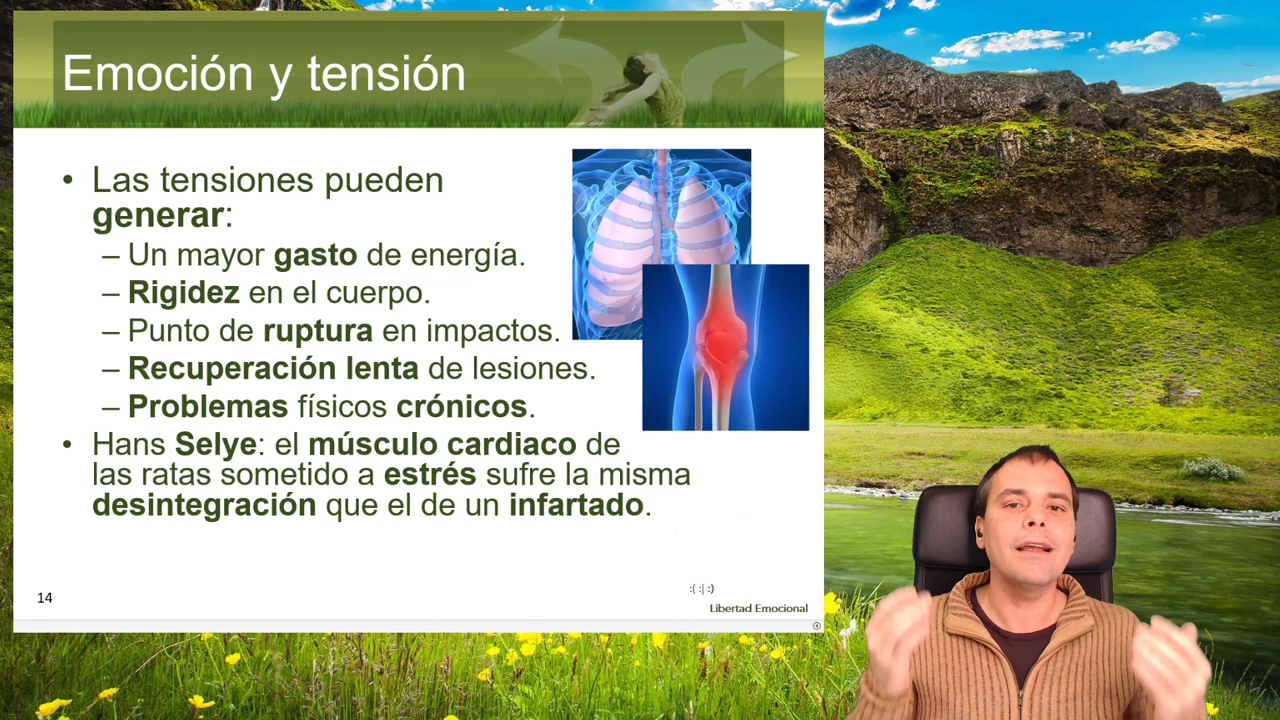 Emoción y tensión
• Las tensiones pueden
generar:
– Un mayor gasto de energía.
– Rigidez en el cuerpo.
– Punto de ruptura en impactos.
– Recuperación lenta de lesiones.
– Problemas físicos crónicos.
• Hans Selye: el músculo cardiaco de
las ratas sometido a estrés sufre la misma
desintegración que el de un infartado.
:( :| :)
14
Libertad Emocional